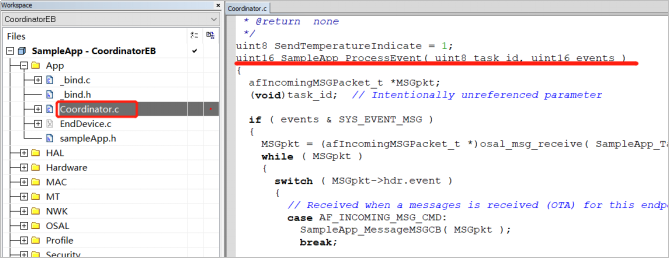 Workspace
CoordinatorEB
Files
SampleApp - CoordinatorEB
App
_bind.c
_bind.h
Coordinator.c
EndDevice.c
sampleApp.h
HAL
Hardware
MAC
MT
NWK
OSAL
Profile
Security
Coordinator.c
* @return none
*/
uint8 SendTemperatureIndicate = 1;
uint16 SampleApp_ProcessEvent( uint8 task_id, uint16 events )
{
afIncomingMSGPacket_t *MSGpkt;
(void)task_id; // Intentionally unreferenced parameter
if ( events & SYS_EVENT_MSG )
{
MSGpkt = (afIncomingMSGPacket_t *)osal_msg_receive( SampleApp_Ta
while ( MSGpkt )
{
switch ( MSGpkt->hdr.event )
{
// Received when a messages is received (OTA) for this endp
case AF_INCOMING_MSG_CMD:
SampleApp_MessageMSGCB( MSGpkt );
break;